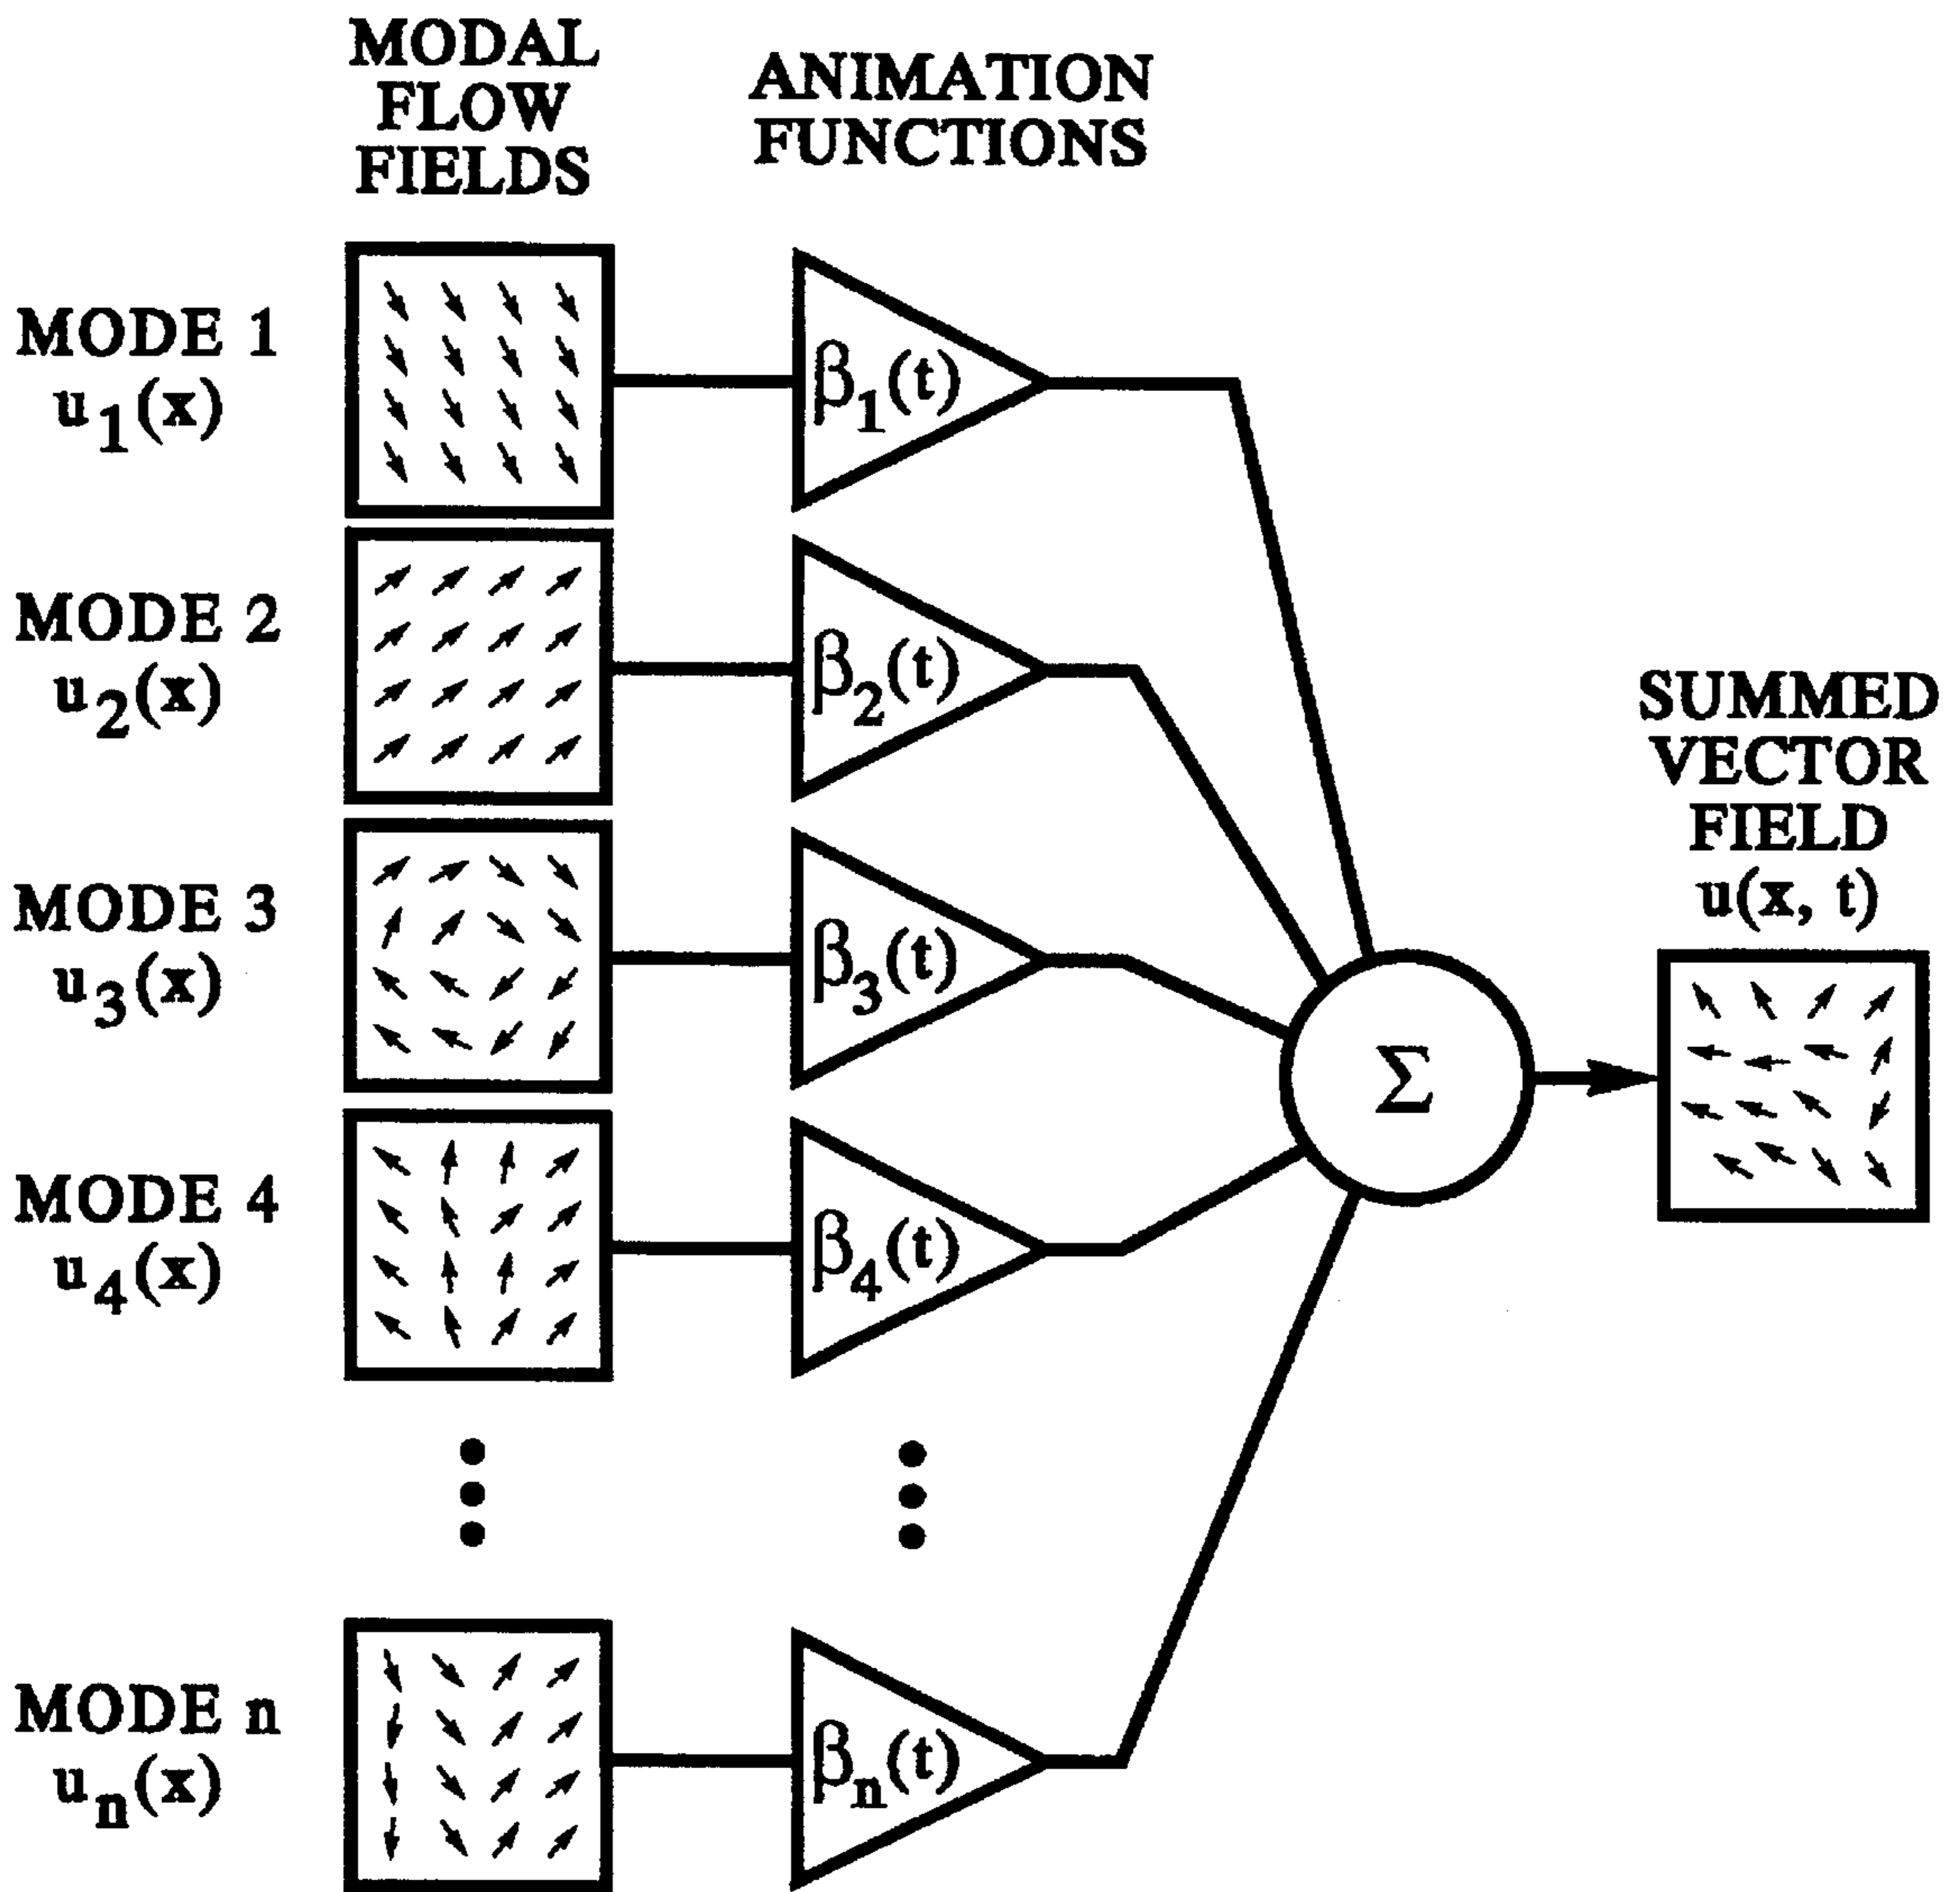 MODAL
FLOW
FIELDS
ANIMATION
FUNCTIONS
MODE 1
u1(x)
β1(t)
MODE 2
u2(x)
β2(t)
SUMMED
VECTOR
FIELD
u(x, t)
MODE 3
u3(x)
β3(t)
Σ
MODE 4
u4(x)
β4(t)
MODE n
un(x)
βn(t)